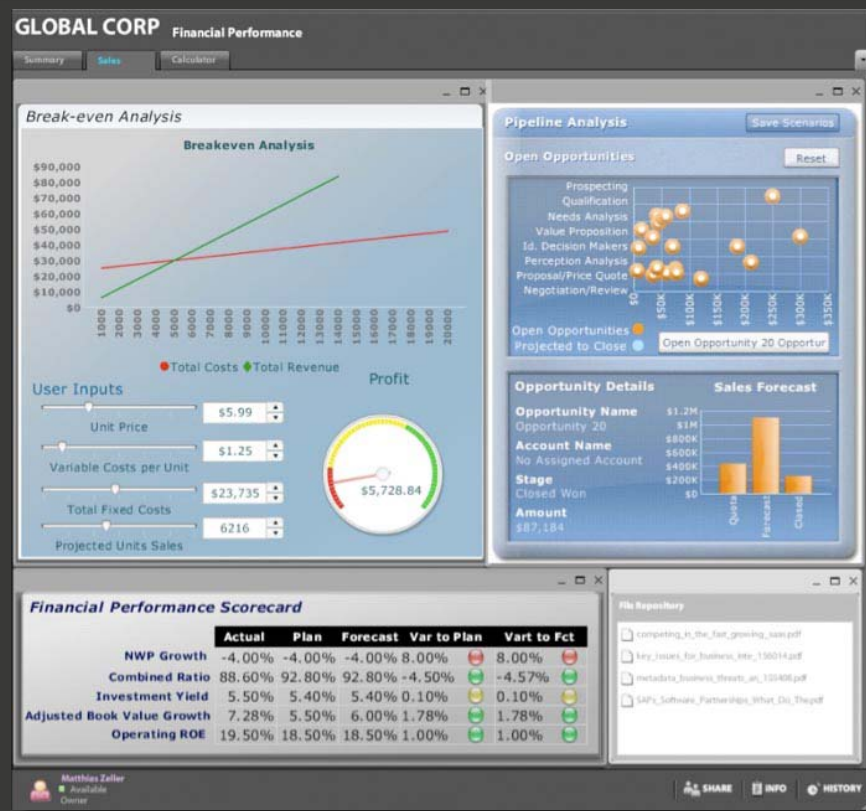 GLOBAL CORP Financial Performance
Summary Sales Calculator
Break-even Analysis
Breakeven Analysis
$90,000
$80,000
$70,000
$60,000
$50,000
$40,000
$30,000
$20,000
$10,000
$0
1000 2000 3000 4000 5000 6000 7000 8000 9000 10000 11000 12000 13000 14000 15000 16000 17000 18000 19000 20000
Total Costs Total Revenue
User Inputs
Profit
$5.99
Unit Price
$1.25
Variable Costs per Unit
$23,735
Total Fixed Costs
6216
Projected Units Sales
$5,728.84
Pipeline Analysis
Save Scenarios
Open Opportunities
Reset
Prospecting
Qualification
Needs Analysis
Value Proposition
Id. Decision Makers
Perception Analysis
Proposal/Price Quote
Negotiation/Review
$0 $50K $100K $150K $200K $250K $300K $350K
Open Opportunities
Projected to Close
Open Opportunity 20 Opportur
Opportunity Details
Opportunity Name
Opportunity 20
Account Name
No Assigned Account
Stage
Closed Won
Amount
$87,184
Sales Forecast
$1.2M
$1M
$800K
$600K
$400K
$200K
$0
Quota Forecast Closed
Financial Performance Scorecard
Actual Plan Forecast Var to Plan Vart to Fct
NWP Growth -4.00% -4.00% -4.00% 8.00% 8.00%
Combined Ratio 88.60% 92.80% 92.80% -4.50% -4.57%
Investment Yield 5.50% 5.40% 5.40% 0.10% 0.10%
Adjusted Book Value Growth 7.28% 5.50% 6.00% 1.78% 1.78%
Operating ROE 19.50% 18.50% 18.50% 1.00% 1.00%
File Repository
competing_in_the_fast_growing_saas.pdf
key_issues_for_business_inte_156014.pdf
SAPs_Software_Partnerships_What_Do_The.pdf
Matthias Zeller
Available
Owner
SHARE INFO HISTORY